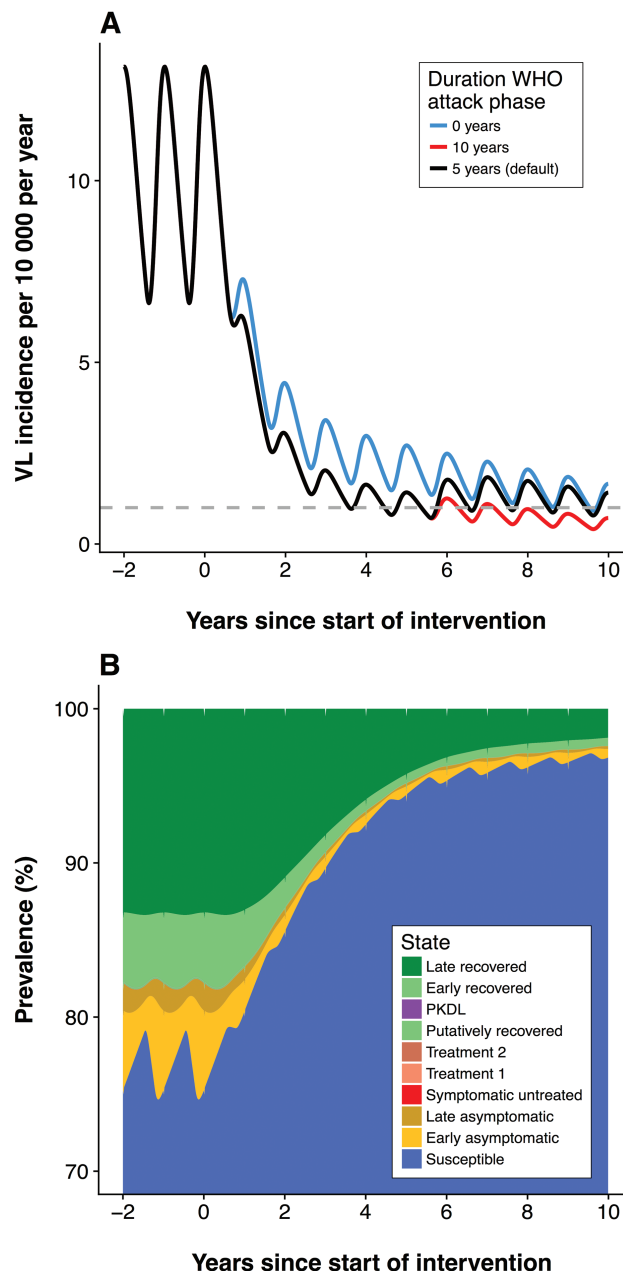 A
VL incidence per 10 000 per year
10
5
0
Duration WHO
attack phase
0 years
10 years
5 years (default)
−2 0 2 4 6 8 10
Years since start of intervention
B
Prevalence (%)
100
90
80
70
State
Late recovered
Early recovered
PKDL
Putatively recovered
Treatment 2
Treatment 1
Symptomatic untreated
Late asymptomatic
Early asymptomatic
Susceptible
−2 0 2 4 6 8 10
Years since start of intervention